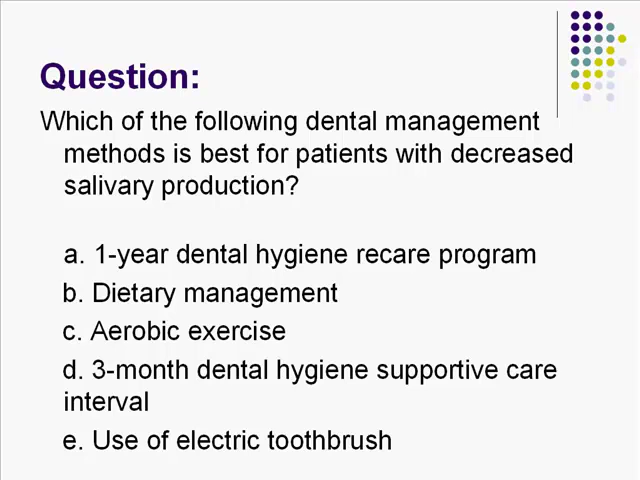 Question:
Which of the following dental management
methods is best for patients with decreased
salivary production?
a. 1-year dental hygiene recare program
b. Dietary management
c. Aerobic exercise
d. 3-month dental hygiene supportive care
interval
e. Use of electric toothbrush